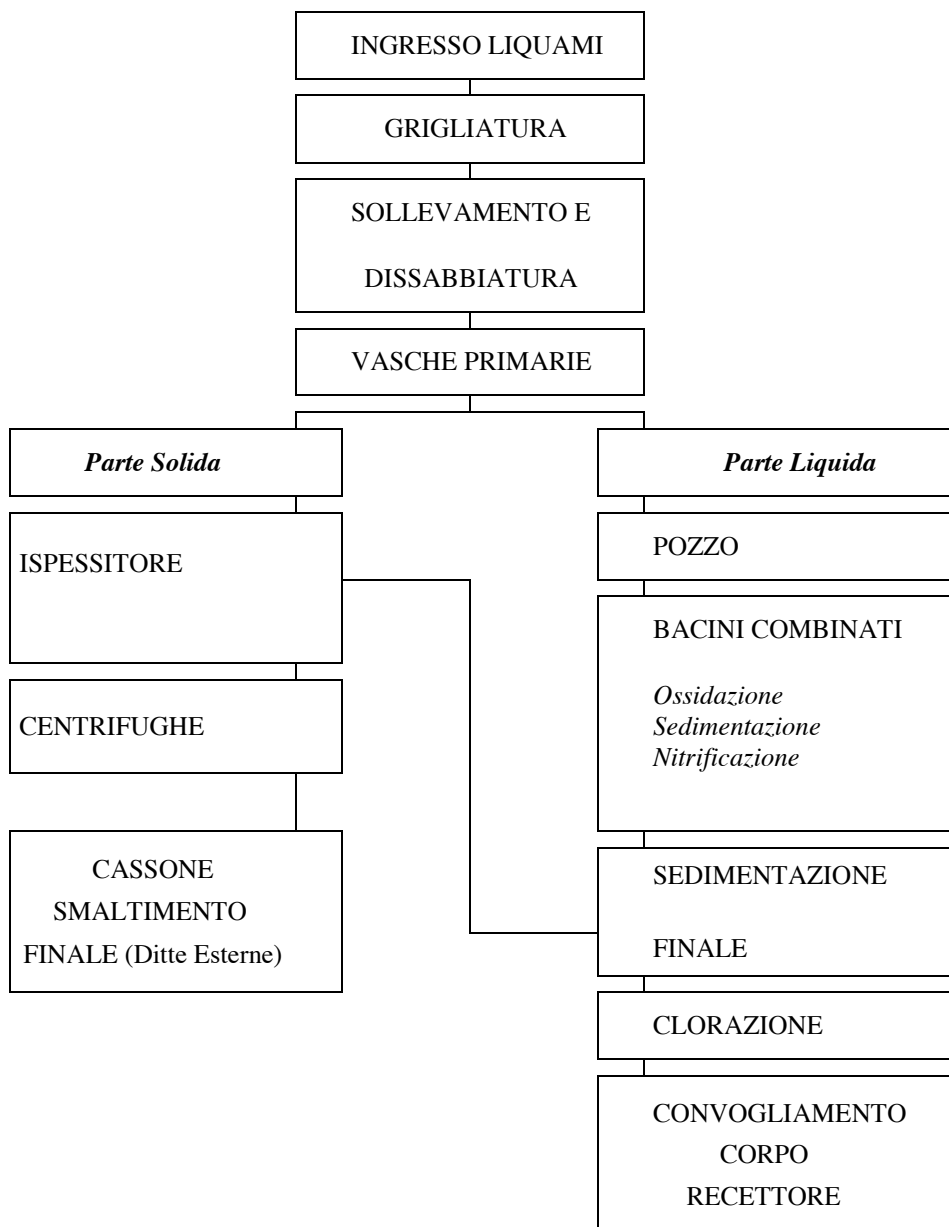 INGRESSO LIQUAMI
GRIGLIATURA
SOLLEVAMENTO E
DISSABBIATURA
VASCHE PRIMARIE
Parte Solida
ISPESSITORE
CENTRIFUGHE
CASSONE
SMALTIMENTO
FINALE (Ditte Esterne)
Parte Liquida
POZZO
BACINI COMBINATI
Ossidazione
Sedimentazione
Nitrificazione
SEDIMENTAZIONE
FINALE
CLORAZIONE
CONVOGLIAMENTO
CORPO
RECETTORE